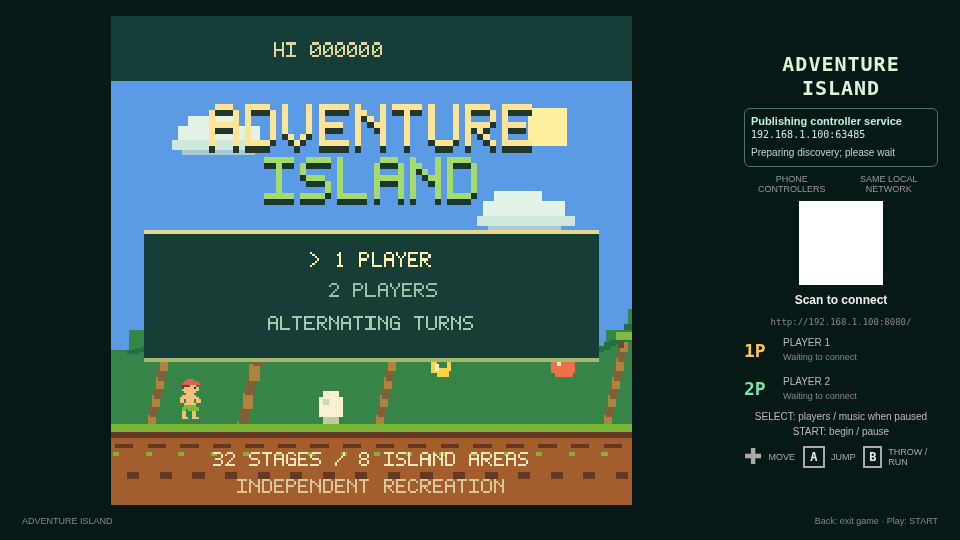 HI 000000
ADVENTURE
ISLAND
> 1 PLAYER
2 PLAYERS
ALTERNATING TURNS
32 STAGES / 8 ISLAND AREAS
INDEPENDENT RECREATION
ADVENTURE
ISLAND
Publishing controller service
192.168.1.100:63485
Preparing discovery; please wait
PHONE
CONTROLLERS
SAME LOCAL
NETWORK
Scan to connect
http://192.168.1.100:8080/
1P PLAYER 1
Waiting to connect
2P PLAYER 2
Waiting to connect
SELECT: players / music when paused
START: begin / pause
MOVE A JUMP B THROW /
RUN
ADVENTURE ISLAND
Back: exit game · Play: START